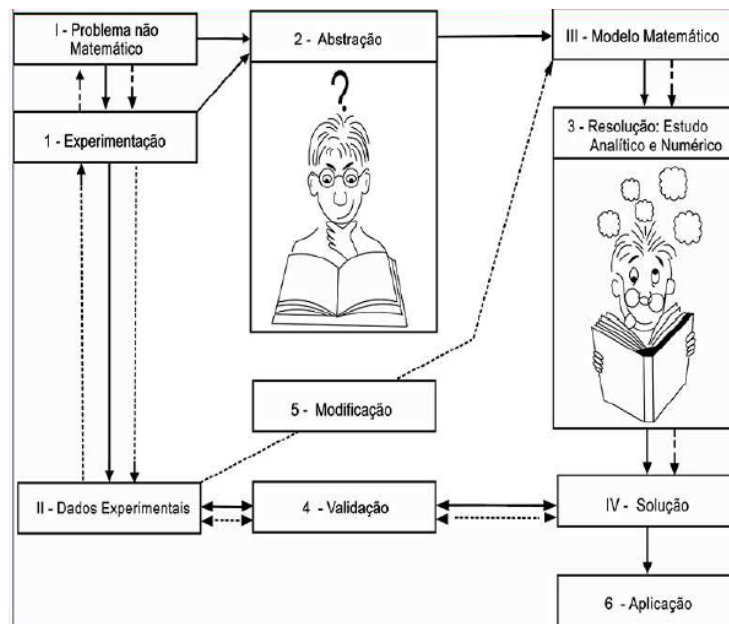 I - Problema não
Matemático
2 - Abstração
III - Modelo Matemático
1 - Experimentação
3 - Resolução: Estudo
Analítico e Numérico
?
5 - Modificação
II - Dados Experimentais
4 - Validação
IV - Solução
6 - Aplicação